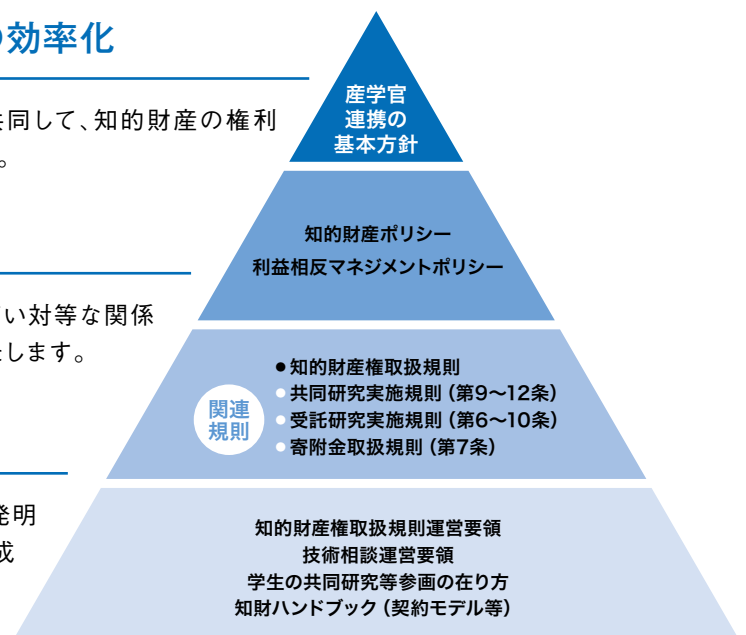 の効率化
共同して、知的財産の権利
。
い対等な関係
します。
発明
成
産学官
連携の
基本方針
知的財産ポリシー
利益相反マネジメントポリシー
関連
規則
●知的財産権取扱規則
●共同研究実施規則（第9～12条）
●受託研究実施規則（第6～10条）
●寄附金取扱規則（第7条）
知的財産権取扱規則運営要領
技術相談運営要領
学生の共同研究等参画の在り方
知財ハンドブック（契約モデル等）